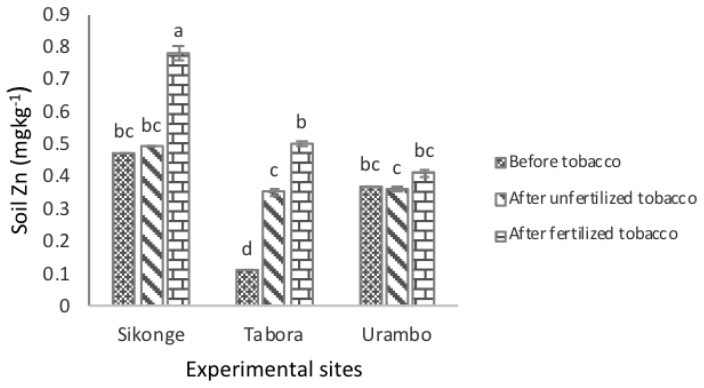 Soil Zn (mgkg-1)
0.9
0.8
0.7
0.6
0.5
0.4
0.3
0.2
0.1
0
bc bc a
d c b
bc c bc
Sikonge Tabora Urambo
Experimental sites
Before tobacco
After unfertilized tobacco
After fertilized tobacco